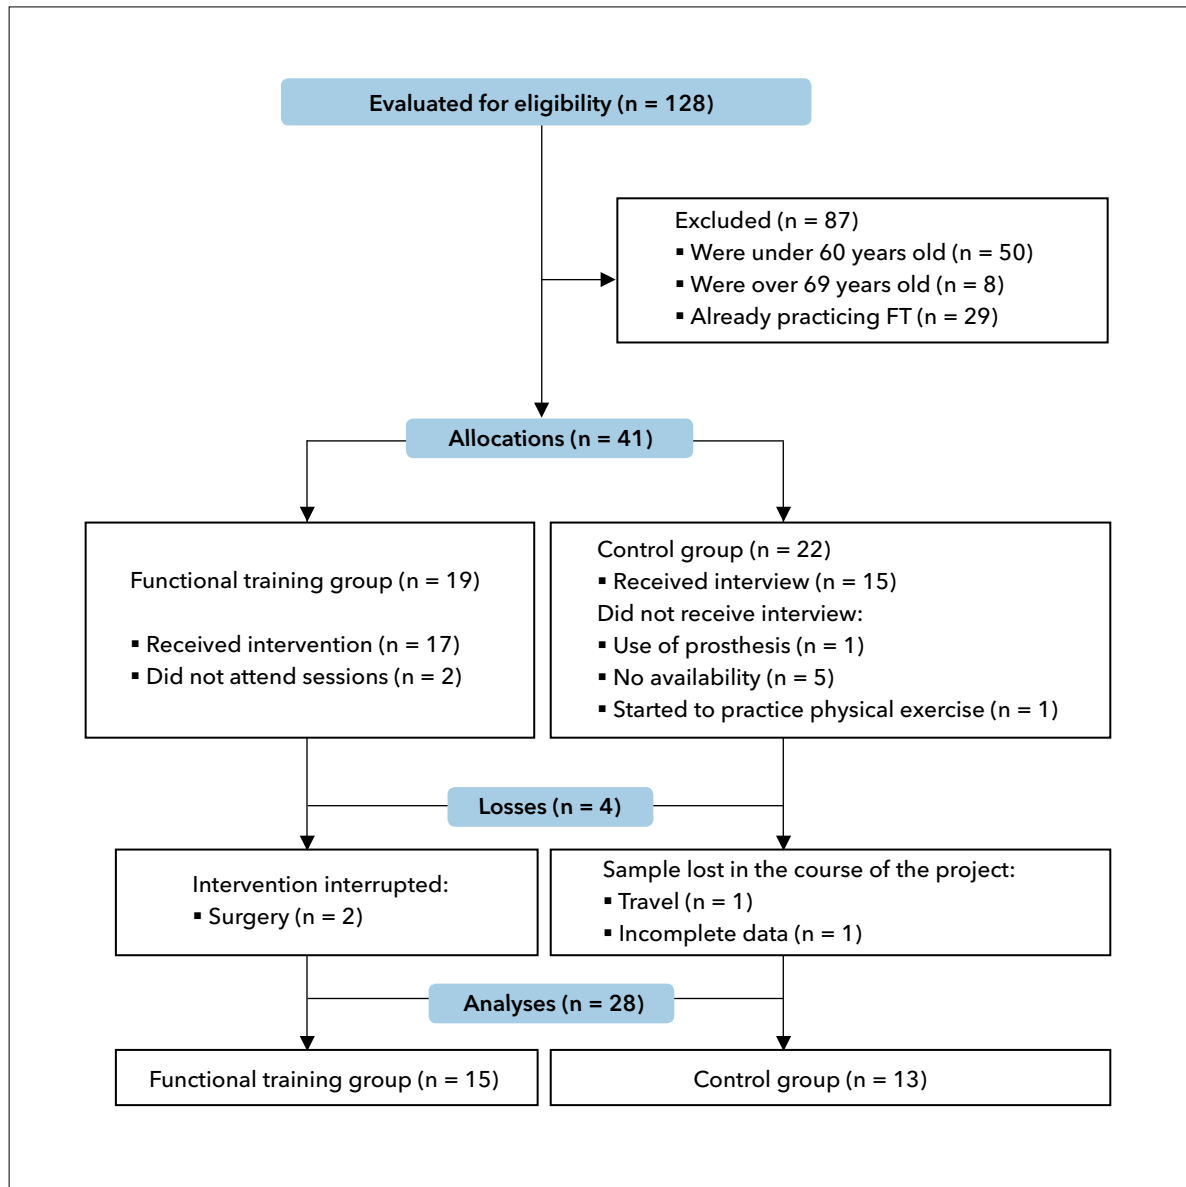 Evaluated for eligibility (n = 128)
Excluded (n = 87)
▪ Were under 60 years old (n = 50)
▪ Were over 69 years old (n = 8)
▪ Already practicing FT (n = 29)
Allocations (n = 41)
Functional training group (n = 19)
▪ Received intervention (n = 17)
▪ Did not attend sessions (n = 2)
Control group (n = 22)
▪ Received interview (n = 15)
Did not receive interview:
▪ Use of prosthesis (n = 1)
▪ No availability (n = 5)
▪ Started to practice physical exercise (n = 1)
Losses (n = 4)
Intervention interrupted:
▪ Surgery (n = 2)
Sample lost in the course of the project:
▪ Travel (n = 1)
▪ Incomplete data (n = 1)
Analyses (n = 28)
Functional training group (n = 15)
Control group (n = 13)